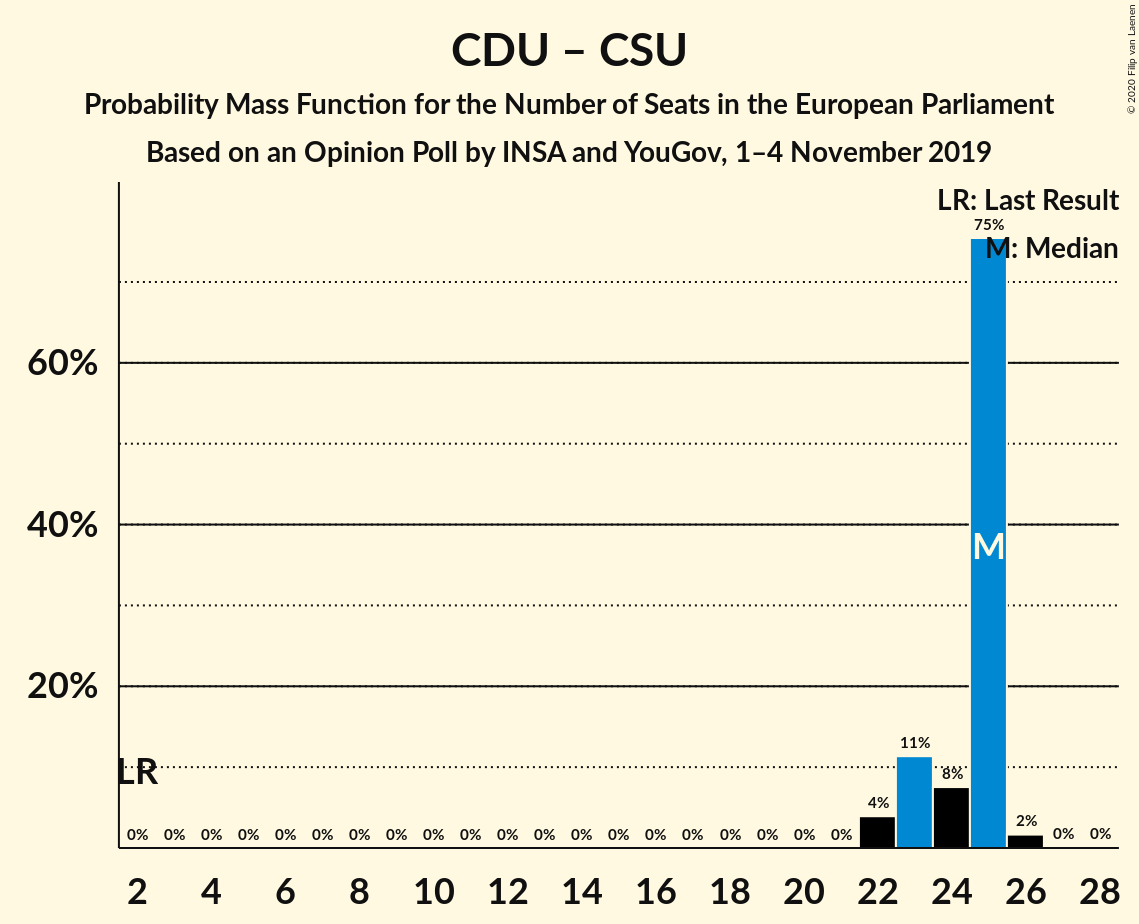 CDU – CSU
Probability Mass Function for the Number of Seats in the European Parliament
Based on an Opinion Poll by INSA and YouGov, 1–4 November 2019
© 2020 Filip van Laenen
LR: Last Result
M: Median
75%
60%
40%
M
20%
11%
LR
8%
4%
2%
0% 0% 0% 0% 0% 0% 0% 0% 0% 0% 0% 0% 0% 0% 0% 0% 0% 0% 0% 0% 0% 0%
2 4 6 8 10 12 14 16 18 20 22 24 26 28